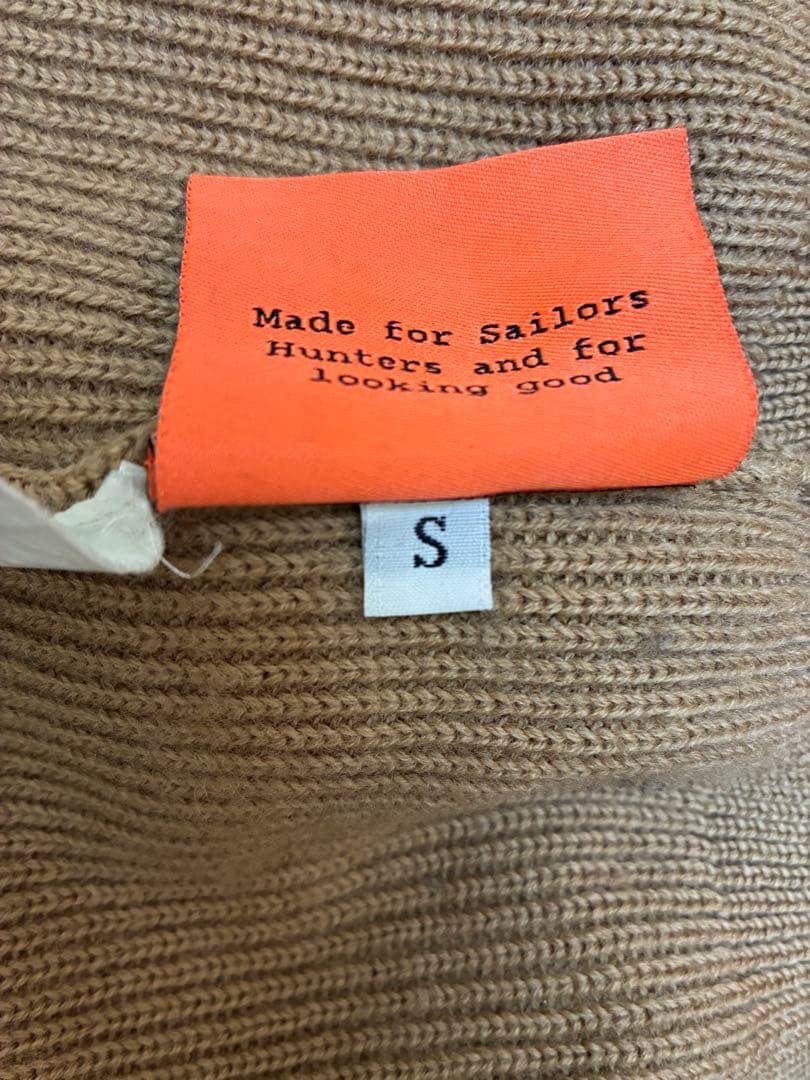 Made for Sailors
Hunters and for
looking good
S